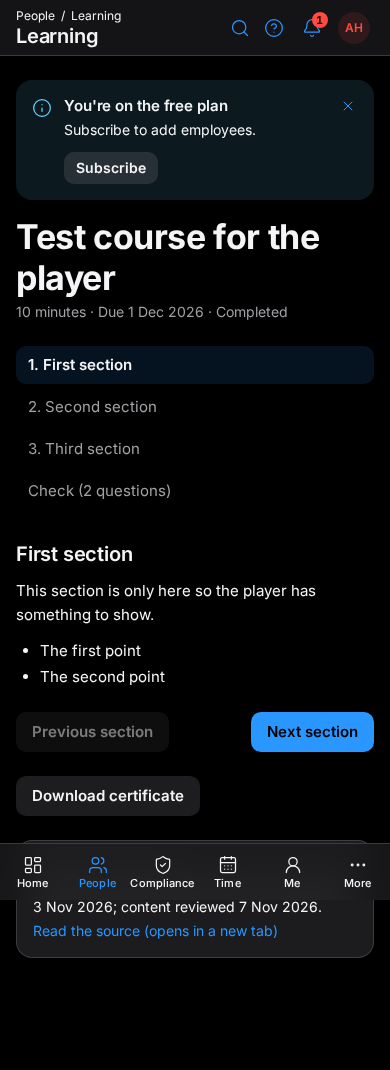 People / Learning
Learning
1
AH
You're on the free plan
Subscribe to add employees.
Subscribe
Test course for the
player
10 minutes · Due 1 Dec 2026 · Completed
1. First section
2. Second section
3. Third section
Check (2 questions)
First section
This section is only here so the player has
something to show.
• The first point
• The second point
Previous section
Next section
Download certificate
Home
People
Compliance
Time
Me
More
3 Nov 2026; content reviewed 7 Nov 2026.
Read the source (opens in a new tab)